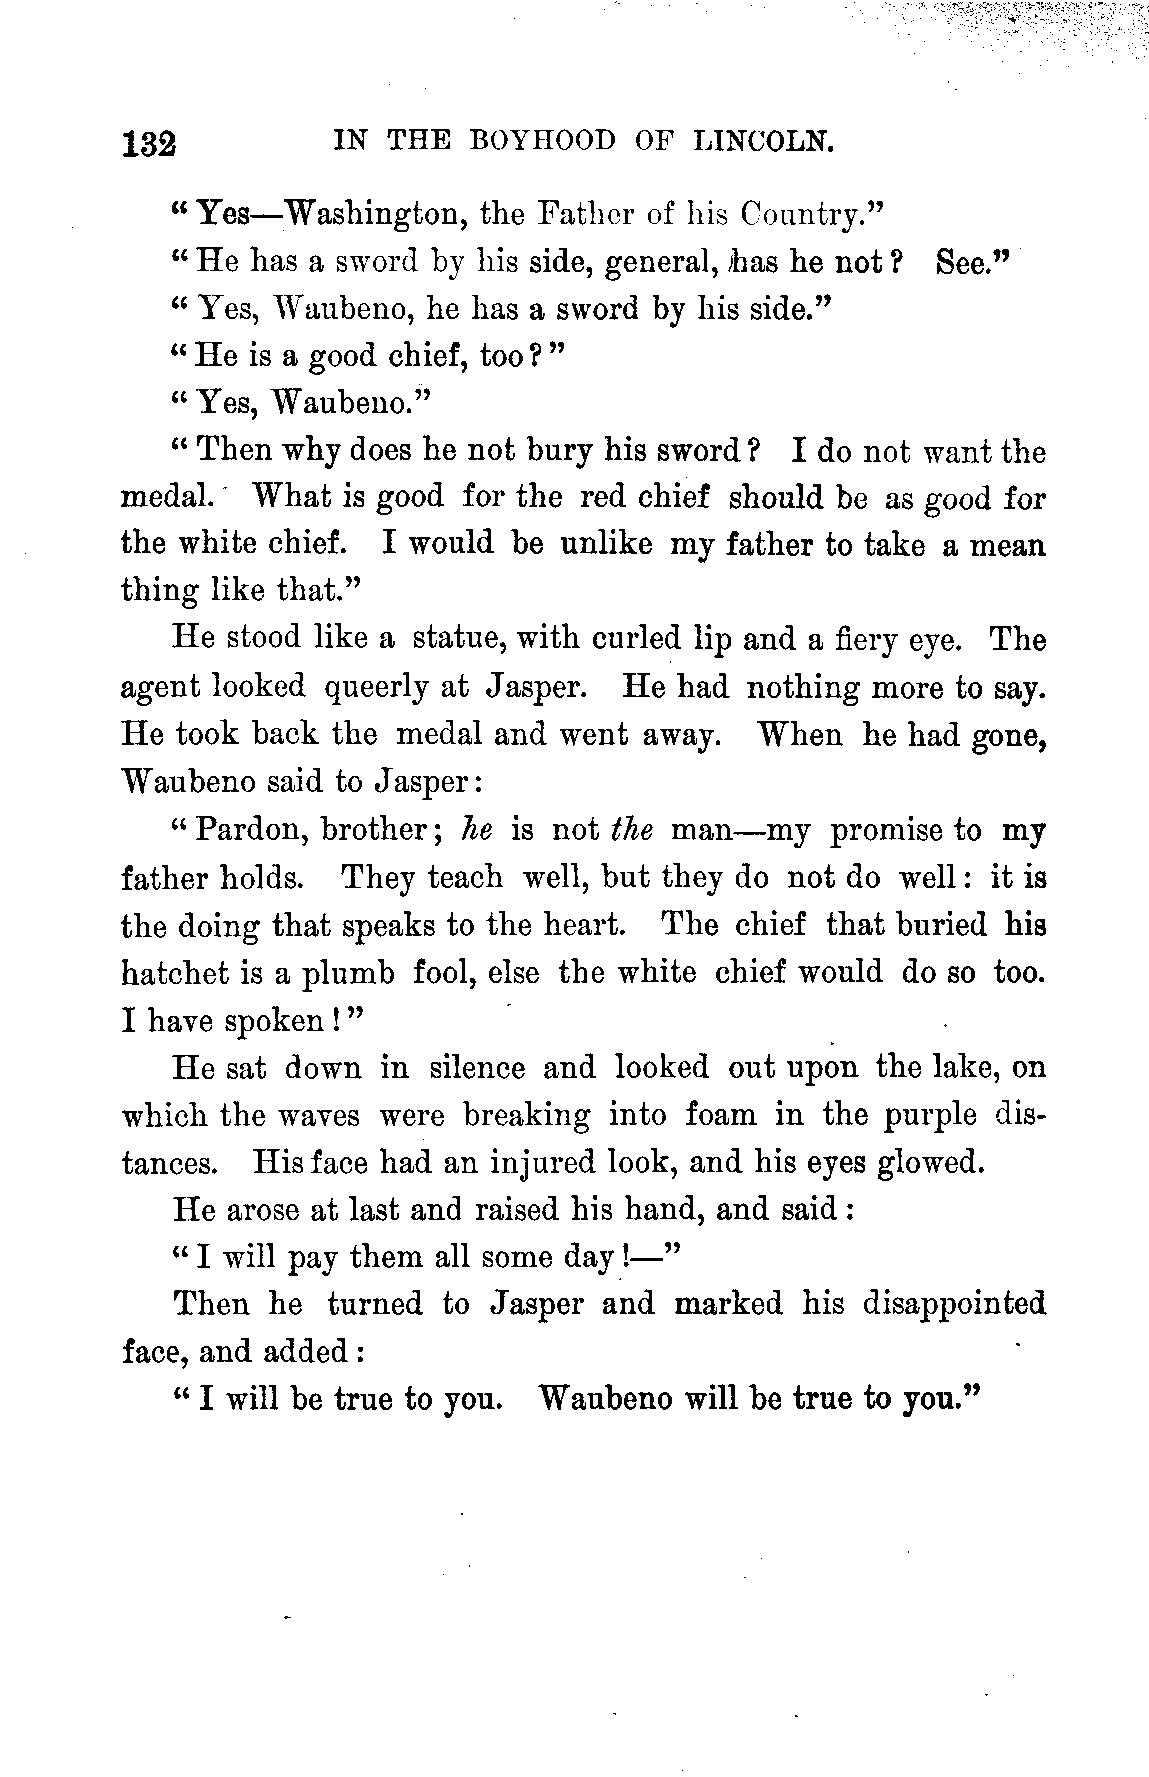 132 IN THE BOYHOOD OF LINCOLN.
“Yes—Washington, the Father of his Country.”
“He has a sword by his side, general, has he not? See.”
“Yes, Waubeno, he has a sword by his side.”
“He is a good chief, too?”
“Yes, Waubeno.”
“Then why does he not bury his sword? I do not want the
medal. What is good for the red chief should be as good for
the white chief. I would be unlike my father to take a mean
thing like that.”
He stood like a statue, with curled lip and a fiery eye. The
agent looked queerly at Jasper. He had nothing more to say.
He took back the medal and went away. When he had gone,
Waubeno said to Jasper:
“Pardon, brother; he is not the man—my promise to my
father holds. They teach well, but they do not do well: it is
the doing that speaks to the heart. The chief that buried his
hatchet is a plumb fool, else the white chief would do so too.
I have spoken!”
He sat down in silence and looked out upon the lake, on
which the waves were breaking into foam in the purple dis-
tances. His face had an injured look, and his eyes glowed.
He arose at last and raised his hand, and said:
“I will pay them all some day!—”
Then he turned to Jasper and marked his disappointed
face, and added:
“I will be true to you. Waubeno will be true to you.”